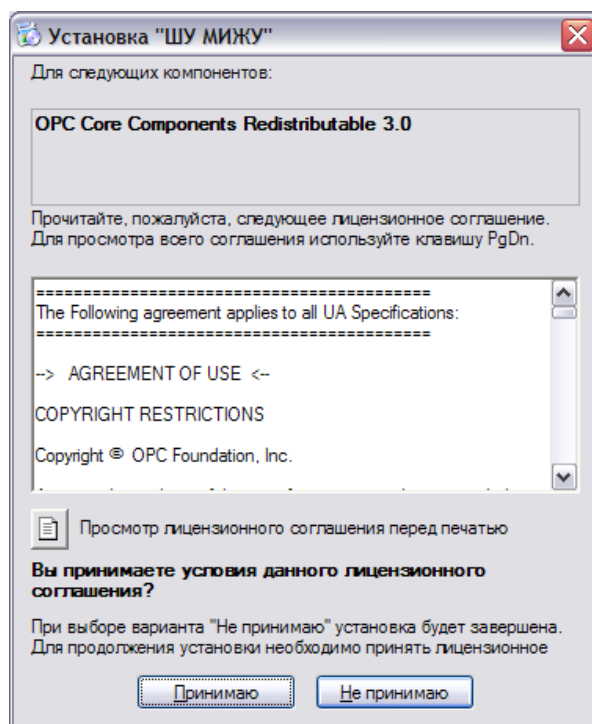 Установка "ШУ МИЖУ"
Для следующих компонентов:
OPC Core Components Redistributable 3.0
Прочитайте, пожалуйста, следующее лицензионное соглашение.
Для просмотра всего соглашения используйте клавишу PgDn.
===========================================
The Following agreement applies to all UA Specifications:
===========================================
--> AGREEMENT OF USE <--
COPYRIGHT RESTRICTIONS
Copyright © OPC Foundation, Inc.
Просмотр лицензионного соглашения перед печатью
Вы принимаете условия данного лицензионного
соглашения?
При выборе варианта "Не принимаю" установка будет завершена.
Для продолжения установки необходимо принять лицензионное
Принимаю
Не принимаю